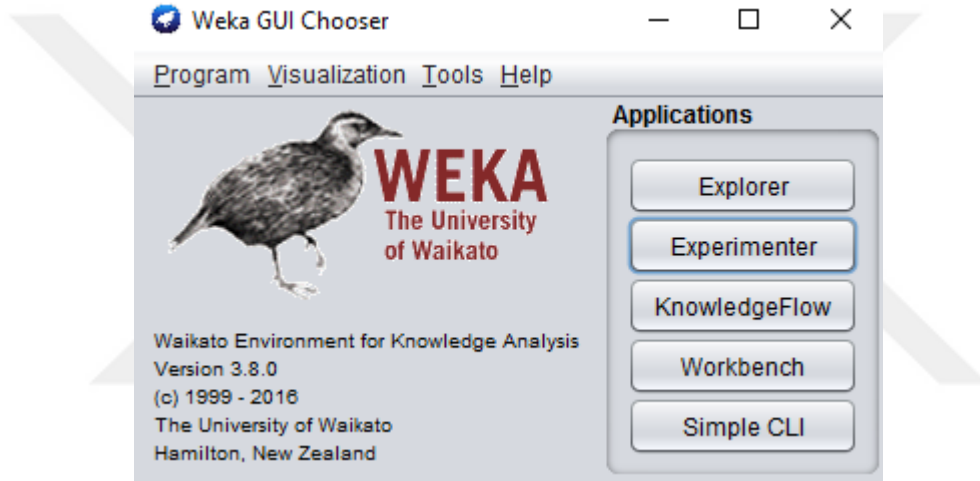 Weka GUI Chooser
Program Visualization Tools Help
Applications
WEKA
The University
of Waikato
Explorer
Experimenter
KnowledgeFlow
Workbench
Simple CLI
Waikato Environment for Knowledge Analysis
Version 3.8.0
(c) 1999 - 2016
The University of Waikato
Hamilton, New Zealand